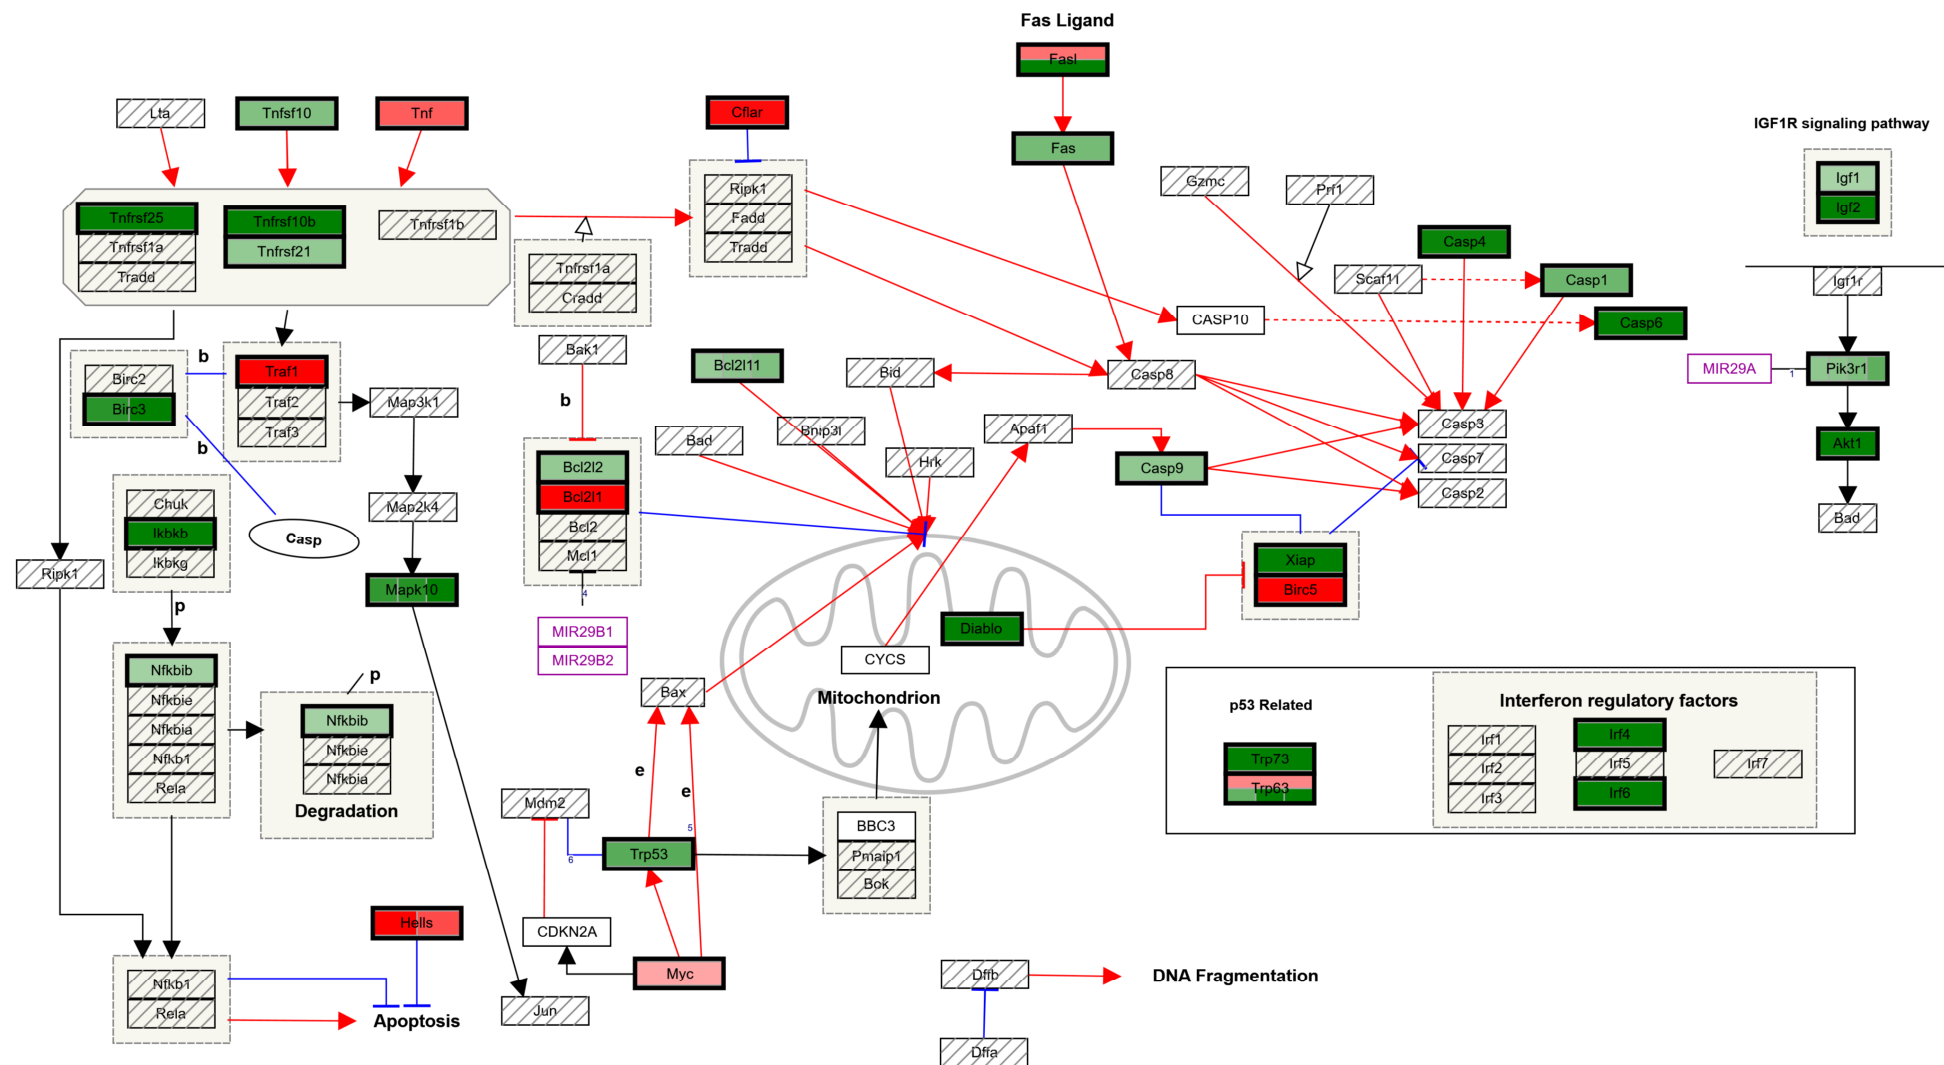 Fas Ligand
Fasl
Lta
Tnfsf10
Tnf
Cflar
IGF1R signaling pathway
Fas
Igf1
Igf2
Ripk1
Fadd
Tradd
Gzmc
Prf1
Tnfrsf25
Tnfrsf1a
Tradd
Tnfrsf10b
Tnfrsf21
Tnfrsf1b
Casp4
Tnfrsf1a
Cradd
Scaf11
Casp1
Igf1r
CASP10
Casp6
b
Bak1
Birc2
Birc3
Traf1
Traf2
Traf3
Map3k1
Bcl2l11
Bid
Casp8
MIR29A
1
Pik3r1
b
b
Bad
Bnip3l
Apaf1
Casp3
Casp7
Casp2
Akt1
Hrk
Casp9
Bcl2l2
Bcl2l1
Bcl2
Mcl1
Chuk
Ikbkb
Ikbkg
Map2k4
Bad
Casp
Ripk1
Mapk10
4
Xiap
Birc5
p
MIR29B1
MIR29B2
Diablo
CYCS
Nfkbib
Nfkbie
Nfkbia
Nfkb1
Rela
p
Bax
Mitochondrion
Nfkbib
Nfkbie
Nfkbia
Degradation
p53 Related
Interferon regulatory factors
Trp73
Trp63
Irf1
Irf2
Irf3
Irf4
Irf5
Irf6
Irf7
e
e
Mdm2
5
6
Trp53
BBC3
Pmaip1
Bok
Hells
CDKN2A
Myc
Nfkb1
Rela
Apoptosis
Jun
Dffb
DNA Fragmentation
Dffa